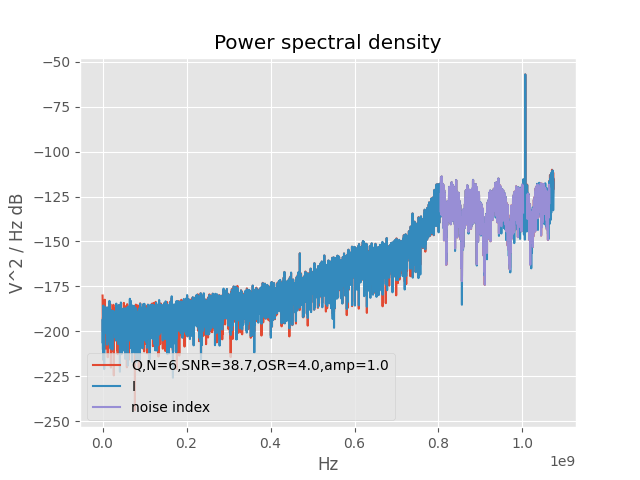 Power spectral density
−50
−75
−100
−125
−150
−175
−200
−225
−250
V^2 / Hz dB
Q,N=6,SNR=38.7,OSR=4.0,amp=1.0
I
noise index
0.0 0.2 0.4 0.6 0.8 1.0
1e9
Hz